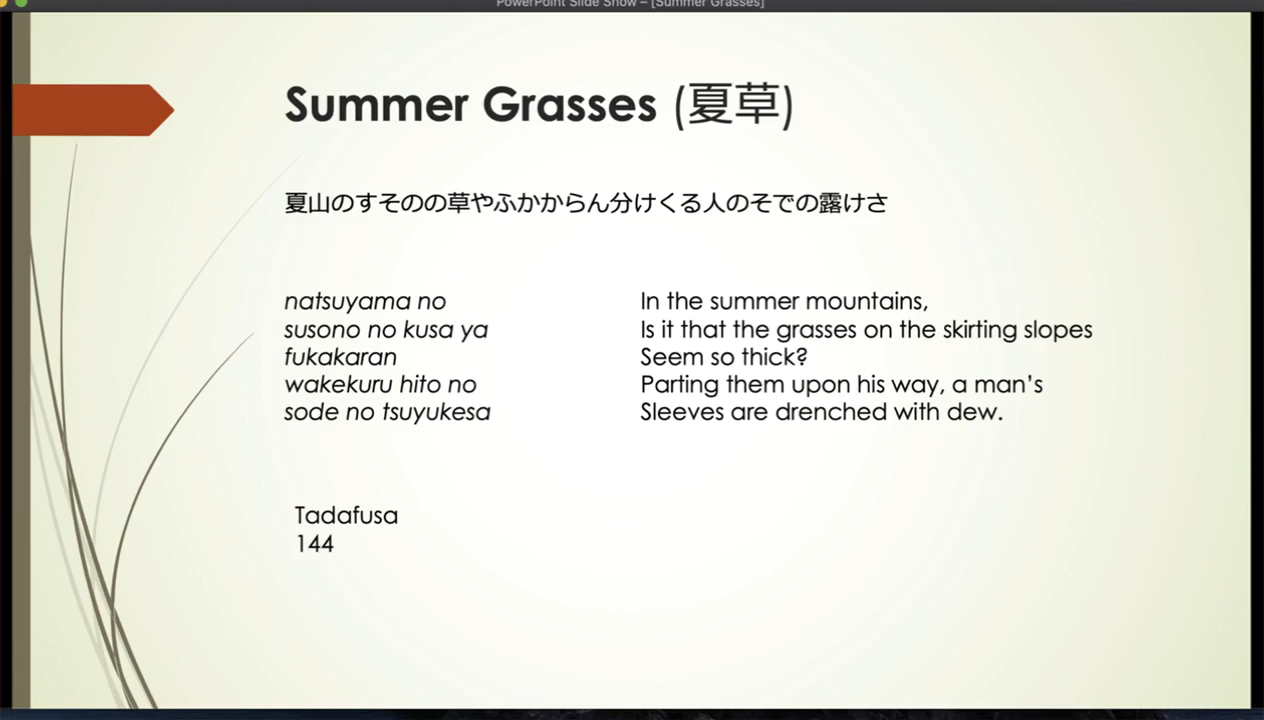 PowerPoint Slide Show – [Summer Grasses]
Summer Grasses (夏草)
夏山のすそのの草やふかからん分けくる人のそでの露けさ
natsuyama no
susono no kusa ya
fukakaran
wakekuru hito no
sode no tsuyukesa
In the summer mountains,
Is it that the grasses on the skirting slopes
Seem so thick?
Parting them upon his way, a man’s
Sleeves are drenched with dew.
Tadafusa
144